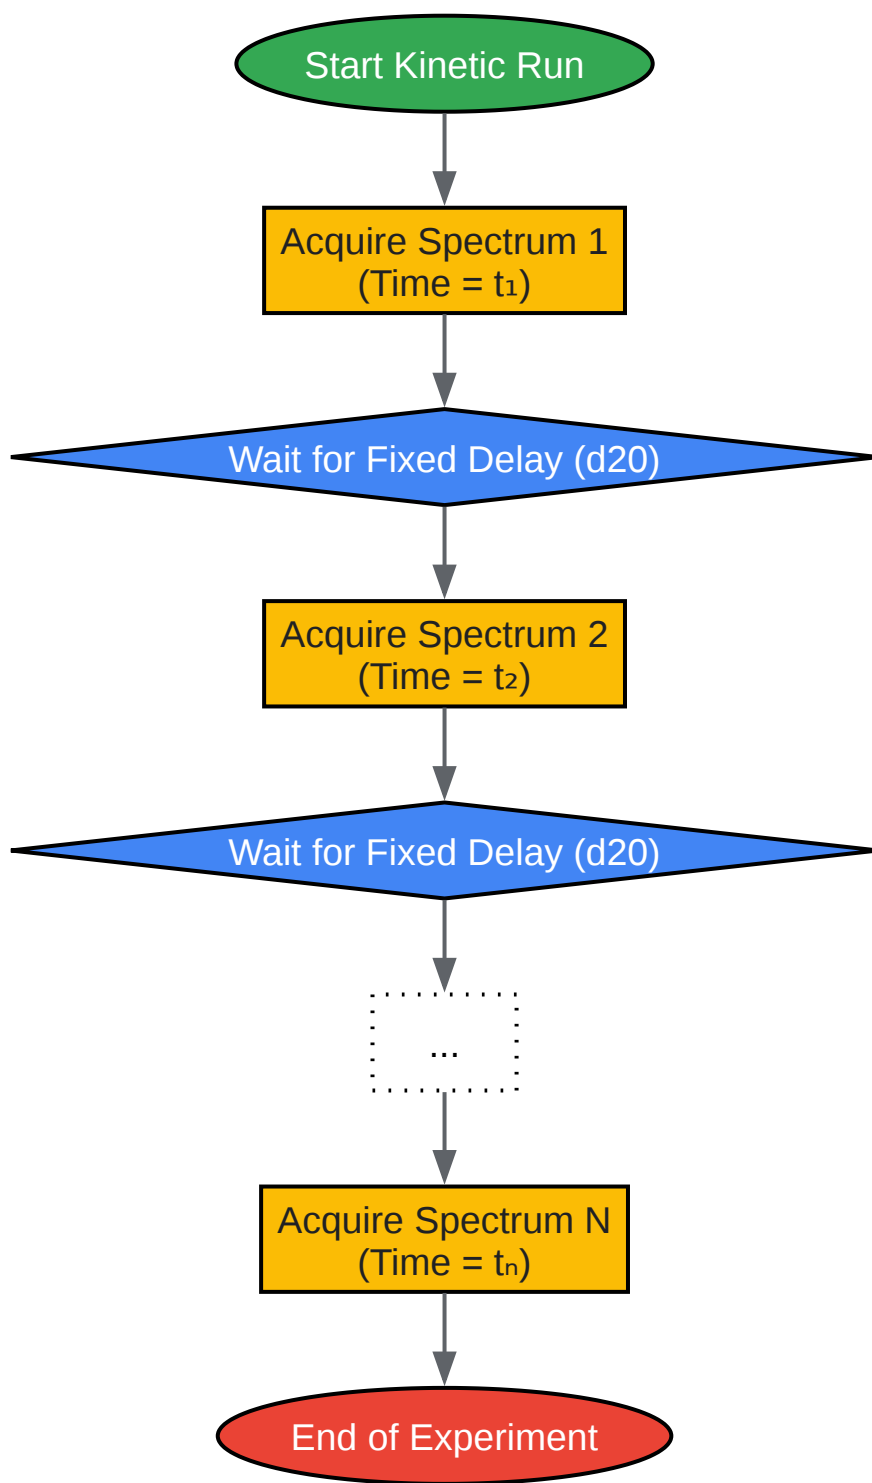 Start Kinetic Run
Acquire Spectrum 1
(Time = t₁)
Wait for Fixed Delay (d20)
Acquire Spectrum 2
(Time = t₂)
Wait for Fixed Delay (d20)
...
Acquire Spectrum N
(Time = tₙ)
End of Experiment